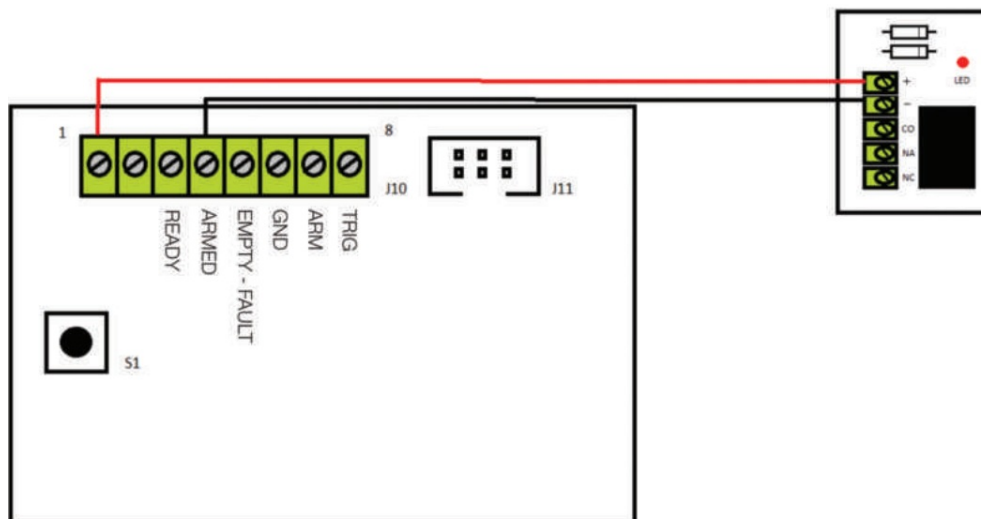 +
LED
−
CO
NA
NC
1
8
J10
J11
READY
ARMED
EMPTY - FAULT
GND
ARM
TRIG
S1